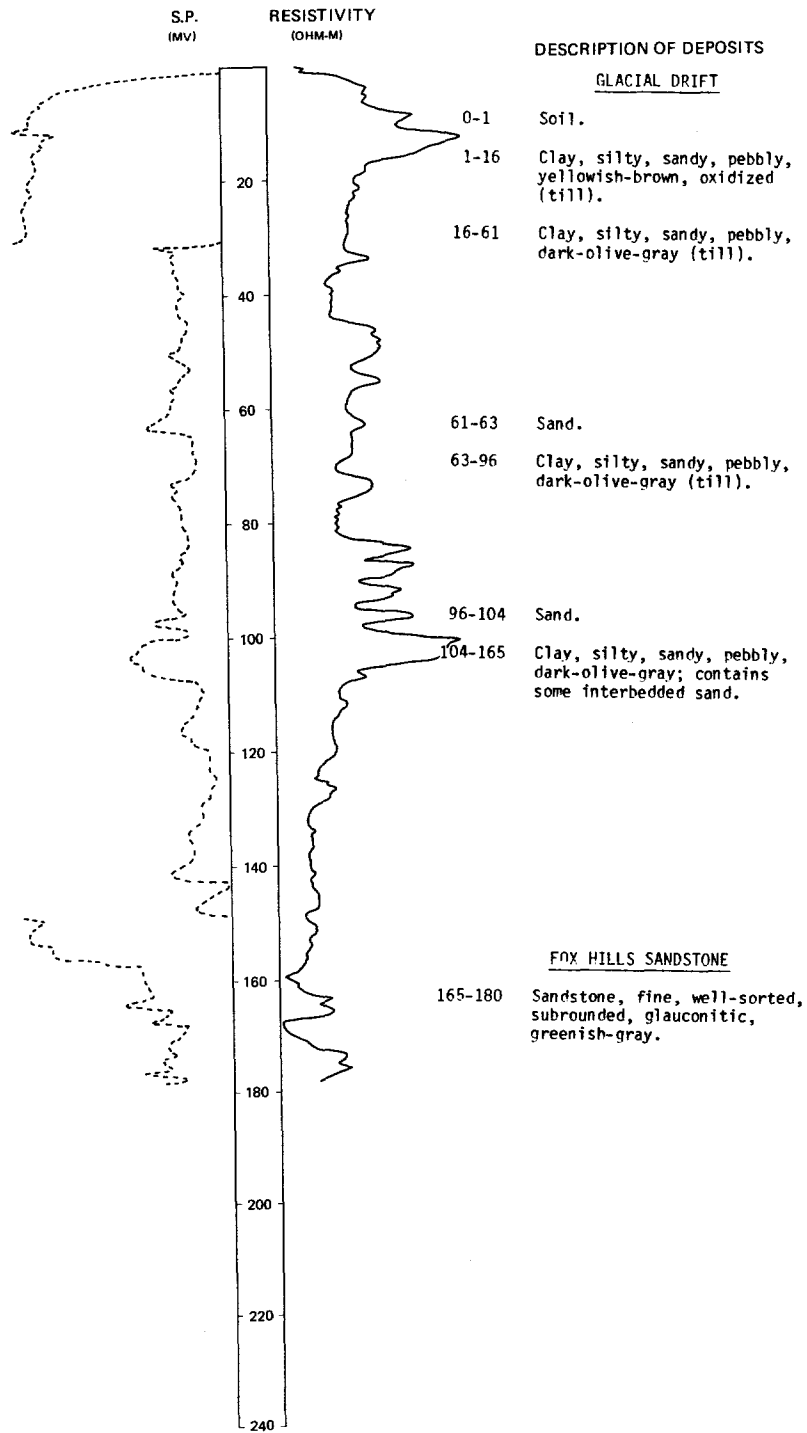 S.P.
(MV)
RESISTIVITY
(OHM-M)
DESCRIPTION OF DEPOSITS
GLACIAL DRIFT
0-1 Soil.
1-16 Clay, silty, sandy, pebbly,
yellowish-brown, oxidized
(till).
20
16-61 Clay, silty, sandy, pebbly,
dark-olive-gray (till).
40
60
61-63 Sand.
63-96 Clay, silty, sandy, pebbly,
dark-olive-gray (till).
80
96-104 Sand.
100
104-165 Clay, silty, sandy, pebbly,
dark-olive-gray; contains
some interbedded sand.
120
140
FOX HILLS SANDSTONE
160
165-180 Sandstone, fine, well-sorted,
subrounded, glauconitic,
greenish-gray.
180
200
220
240